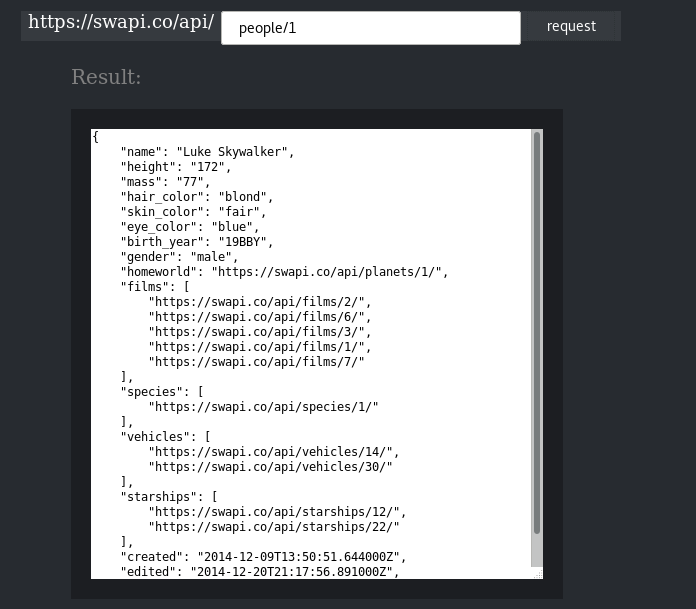 https://swapi.co/api/ people/1 request
Result:
{
    "name": "Luke Skywalker",
    "height": "172",
    "mass": "77",
    "hair_color": "blond",
    "skin_color": "fair",
    "eye_color": "blue",
    "birth_year": "19BBY",
    "gender": "male",
    "homeworld": "https://swapi.co/api/planets/1/",
    "films": [
        "https://swapi.co/api/films/2/",
        "https://swapi.co/api/films/6/",
        "https://swapi.co/api/films/3/",
        "https://swapi.co/api/films/1/",
        "https://swapi.co/api/films/7/"
    ],
    "species": [
        "https://swapi.co/api/species/1/"
    ],
    "vehicles": [
        "https://swapi.co/api/vehicles/14/",
        "https://swapi.co/api/vehicles/30/"
    ],
    "starships": [
        "https://swapi.co/api/starships/12/",
        "https://swapi.co/api/starships/22/"
    ],
    "created": "2014-12-09T13:50:51.644000Z",
    "edited": "2014-12-20T21:17:56.891000Z",